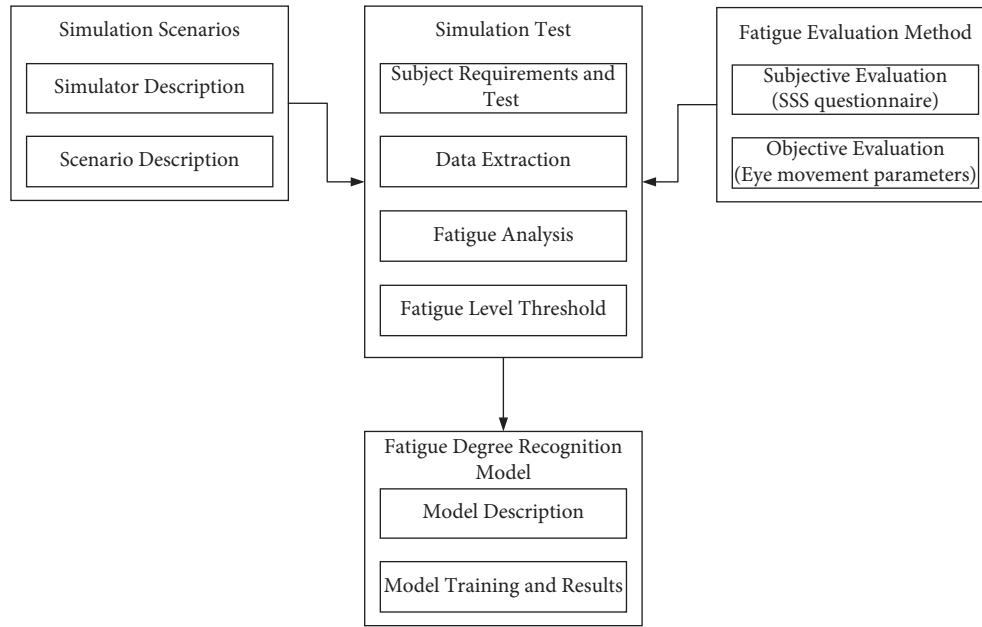 Simulation Scenarios
Simulator Description
Scenario Description
Simulation Test
Subject Requirements and
Test
Data Extraction
Fatigue Analysis
Fatigue Level Threshold
Fatigue Evaluation Method
Subjective Evaluation
(SSS questionnaire)
Objective Evaluation
(Eye movement parameters)
Fatigue Degree Recognition
Model
Model Description
Model Training and Results